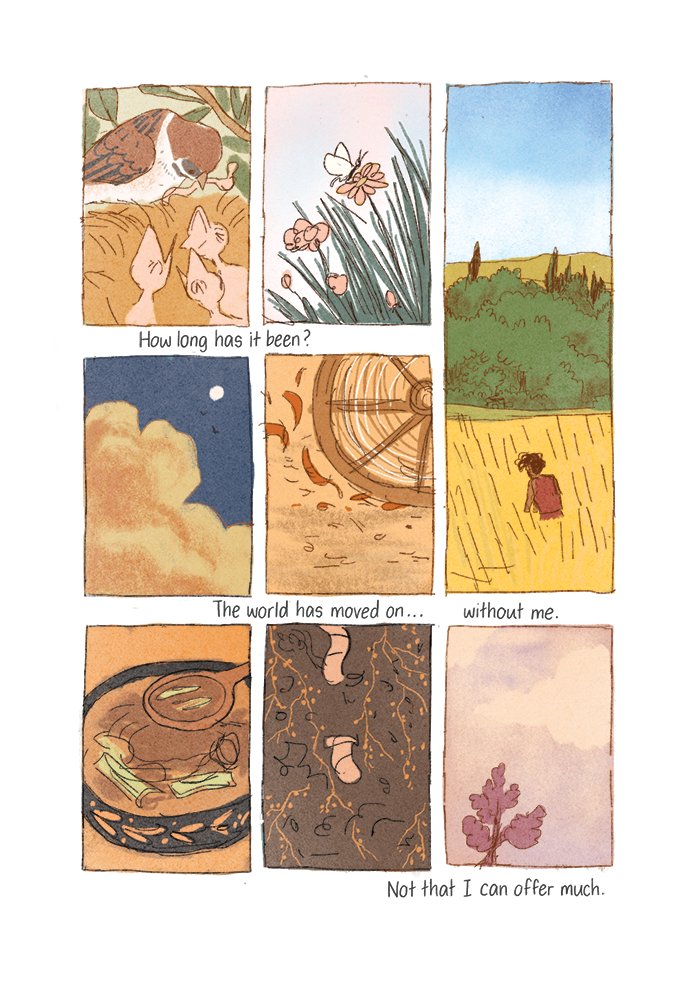 How long has it been?
The world has moved on... without me.
Not that I can offer much.